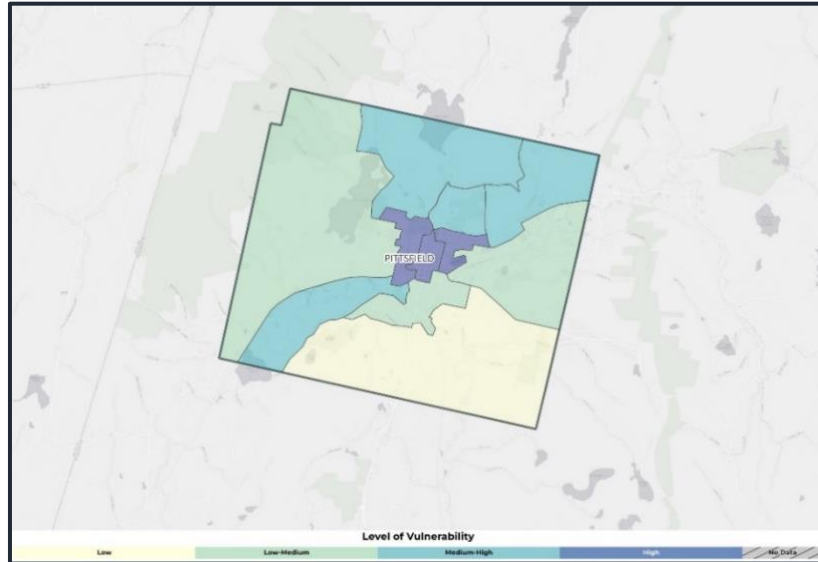 PITTSFIELD
Level of Vulnerability
Low
Low-Medium
Medium-High
High
No Data